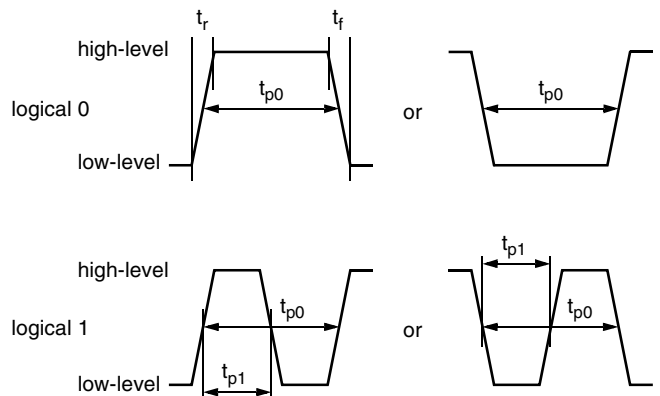 t_r t_f
high-level
t_p0 t_p0
logical 0 or
low-level
t_p1
high-level
t_p0 t_p0
logical 1 or
t_p1
low-level